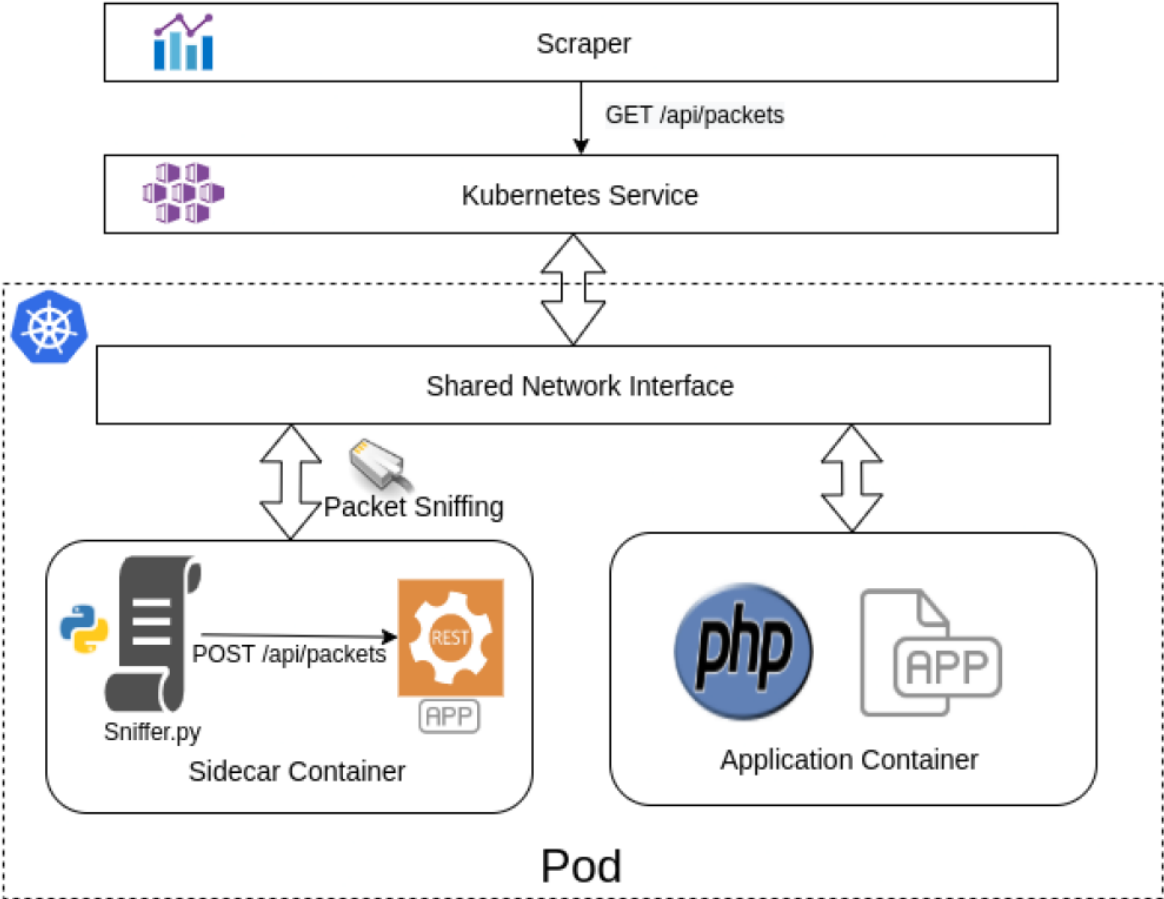 Scraper
GET /api/packets
Kubernetes Service
Shared Network Interface
Packet Sniffing
REST
POST /api/packets
APP
Sniffer.py
Sidecar Container
php
APP
Application Container
Pod